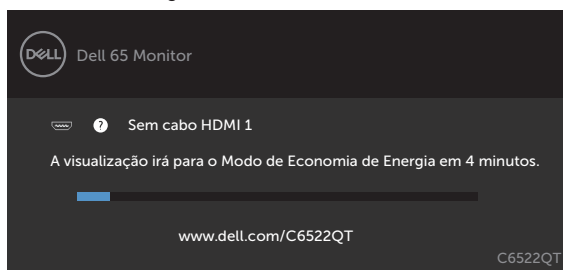 DELL Dell 65 Monitor
? Sem cabo HDMI 1
A visualização irá para o Modo de Economia de Energia em 4 minutos.
www.dell.com/C6522QT
C6522QT